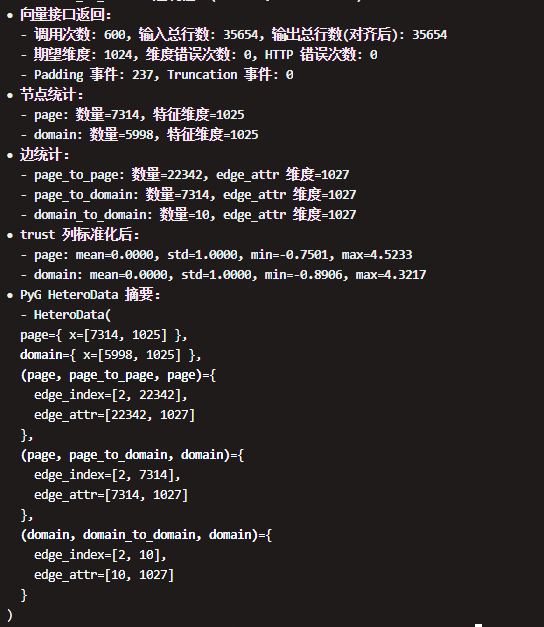 • 向量接口返回:
- 调用次数: 600, 输入总行数: 35654, 输出总行数(对齐后): 35654
- 期望维度: 1024, 维度错误次数: 0, HTTP 错误次数: 0
- Padding 事件: 237, Truncation 事件: 0
• 节点统计:
- page: 数量=7314, 特征维度=1025
- domain: 数量=5998, 特征维度=1025
• 边统计:
- page_to_page: 数量=22342, edge_attr 维度=1027
- page_to_domain: 数量=7314, edge_attr 维度=1027
- domain_to_domain: 数量=10, edge_attr 维度=1027
• trust 列标准化后:
- page: mean=0.0000, std=1.0000, min=-0.7501, max=4.5233
- domain: mean=0.0000, std=1.0000, min=-0.8906, max=4.3217
• PyG HeteroData 摘要:
- HeteroData(
page={ x=[7314, 1025] },
domain={ x=[5998, 1025] },
(page, page_to_page, page)={
edge_index=[2, 22342],
edge_attr=[22342, 1027]
},
(page, page_to_domain, domain)={
edge_index=[2, 7314],
edge_attr=[7314, 1027]
},
(domain, domain_to_domain, domain)={
edge_index=[2, 10],
edge_attr=[10, 1027]
}
)